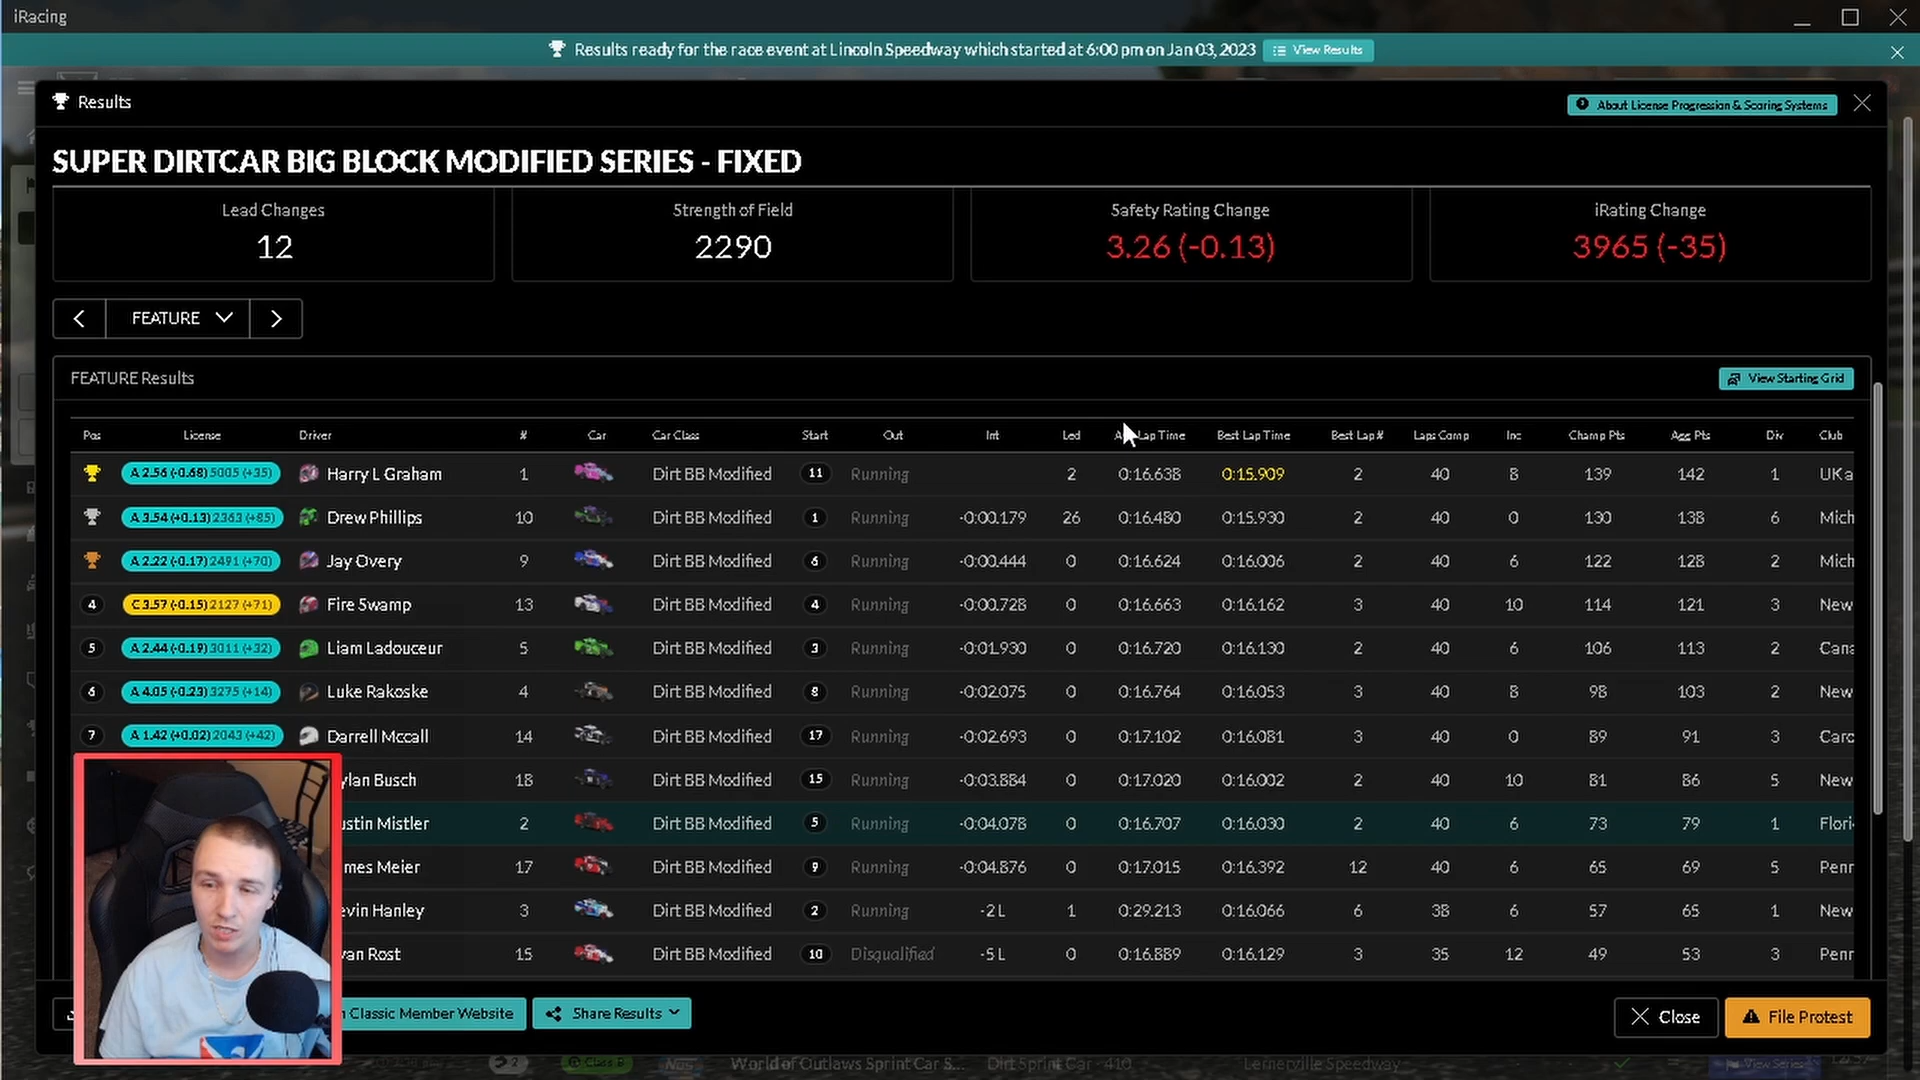 iRacing
Results ready for the race event at Lincoln Speedway which started at 6:00 pm on Jan 03, 2023 View Results
Results About License Progression & Scoring Systems
SUPER DIRTCAR BIG BLOCK MODIFIED SERIES - FIXED
Lead Changes Strength of Field Safety Rating Change iRating Change
12 2290 3.26 (-0.13) 3965 (-35)
FEATURE
FEATURE Results View Starting Grid
Pos License Driver # Car Car Class Start Out Int Led Lap Time Best Lap Time Best Lap# Laps Comp Inc Champ Pts Agg Pts Div Club
A 2.56 (-0.68) 5005 (+35) Harry L Graham 1 Dirt BB Modified 11 Running 2 0:16.638 0:15.909 2 40 8 139 142 1 UK a
A 3.54 (+0.13) 2363 (+85) Drew Phillips 10 Dirt BB Modified 1 Running -0:00.179 26 0:16.480 0:15.930 2 40 0 130 138 6 Mich
A 2.22 (-0.17) 2491 (+70) Jay Overy 9 Dirt BB Modified 6 Running -0:00.444 0 0:16.624 0:16.006 2 40 6 122 128 2 Mich
4 C 3.57 (-0.15) 2127 (+71) Fire Swamp 13 Dirt BB Modified 4 Running -0:00.728 0 0:16.663 0:16.162 3 40 10 114 121 3 New
5 A 2.44 (-0.19) 3011 (+32) Liam Ladouceur 5 Dirt BB Modified 3 Running -0:01.930 0 0:16.720 0:16.130 2 40 6 106 113 2 Cana
6 A 4.05 (-0.23) 3275 (+14) Luke Rakoske 4 Dirt BB Modified 8 Running -0:02.075 0 0:16.764 0:16.053 3 40 8 98 103 2 New
7 A 1.42 (+0.02) 2043 (+42) Darrell Mccall 14 Dirt BB Modified 17 Running -0:02.693 0 0:17.102 0:16.081 3 40 0 89 91 3 Caro
ylan Busch 18 Dirt BB Modified 15 Running -0:03.884 0 0:17.020 0:16.002 2 40 10 81 86 5 New
ustin Mistler 2 Dirt BB Modified 5 Running -0:04.078 0 0:16.707 0:16.030 2 40 6 73 79 1 Flori
mes Meier 17 Dirt BB Modified 9 Running -0:04.876 0 0:17.015 0:16.392 12 40 6 65 69 5 Penn
evin Hanley 3 Dirt BB Modified 2 Running -2 L 1 0:29.213 0:16.066 6 38 6 57 65 1 New
yan Rost 15 Dirt BB Modified 10 Disqualified -5 L 0 0:16.889 0:16.129 3 35 12 49 53 3 Penn
Classic Member Website Share Results Close File Protest
Class B World of Outlaws Sprint Car S... Dirt Sprint Car - 410 Lernerville Speedway View Series